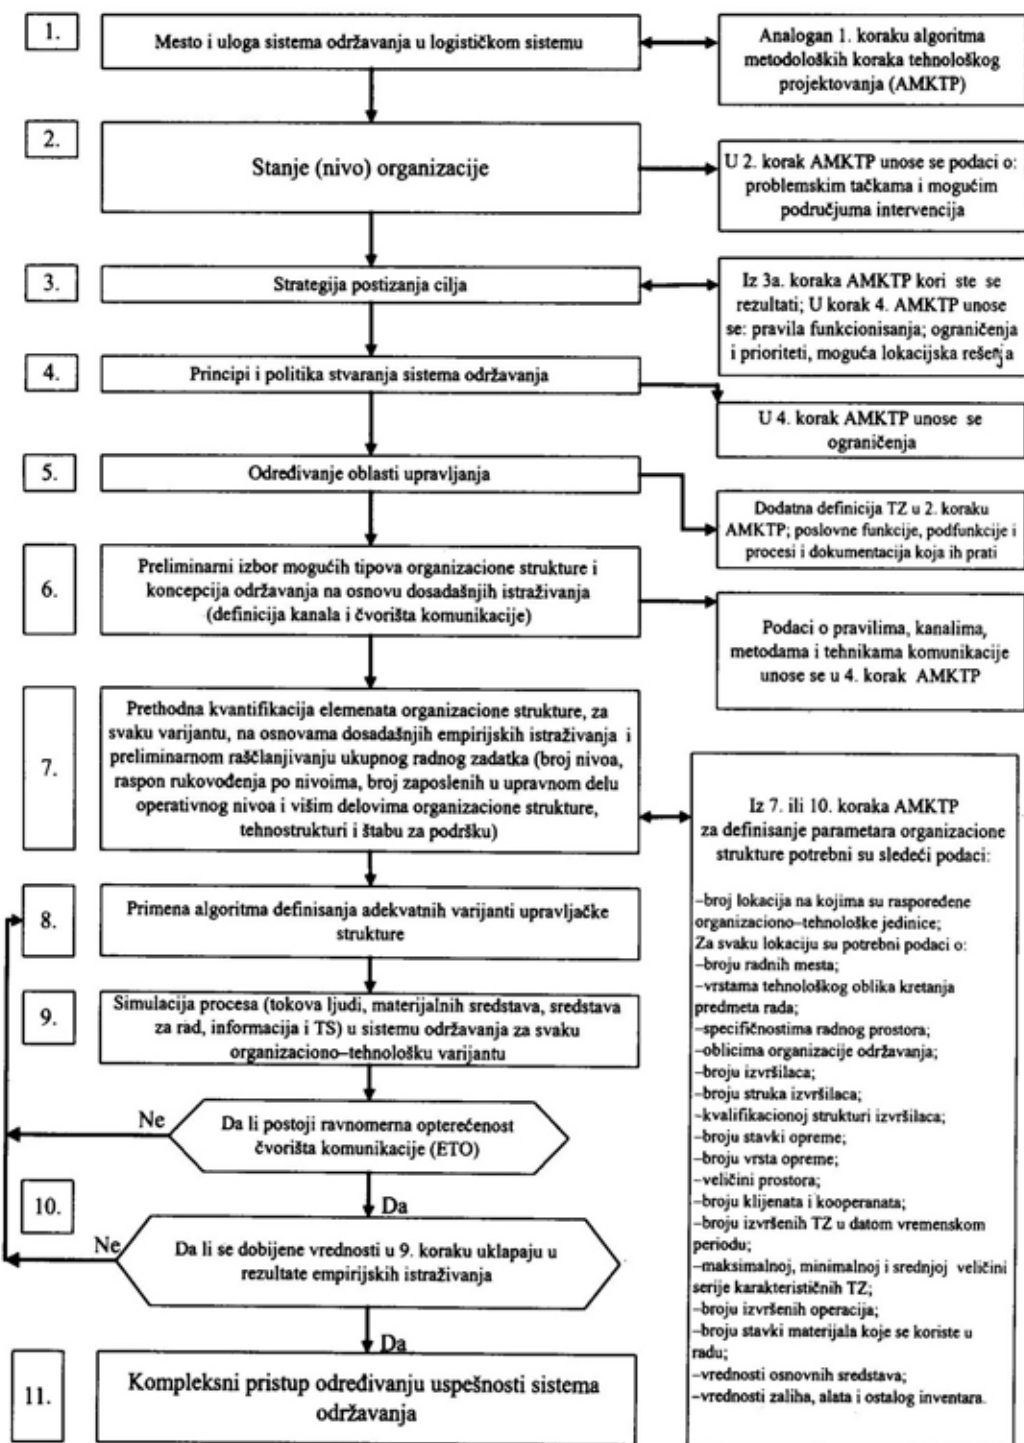 1.
Mesto i uloga sistema održavanja u logističkom sistemu
Analogan 1. koraku algoritma
metodoloških koraka tehnološkog
projektovanja (AMKTP)
2.
Stanje (nivo) organizacije
U 2. korak AMKTP unose se podaci o:
problemskim tačkama i mogućim
područjuma intervencija
3.
Strategija postizanja cilja
Iz 3a. koraka AMKTP kori ste se
rezultati; U korak 4. AMKTP unose
se: pravila funkcionisanja; ograničenja
i prioriteti, moguća lokacijska rešenja
4.
Principi i politika stvaranja sistema održavanja
U 4. korak AMKTP unose se
ograničenja
5.
Određivanje oblasti upravljanja
Dodatna definicija TZ u 2. koraku
AMKTP; poslovne funkcije, podfunkcije i
procesi i dokumentacija koja ih prati
6.
Preliminarni izbor mogućih tipova organizacione strukture i
koncepcija održavanja na osnovu dosadašnjih istraživanja
(definicija kanala i čvorišta komunikacije)
Podaci o pravilima, kanalima,
metodama i tehnikama komunikacije
unose se u 4. korak AMKTP
7.
Prethodna kvantifikacija elemenata organizacione strukture, za
svaku varijantu, na osnovama dosadašnjih empirijskih istraživanja i
preliminarnom raščlanjivanju ukupnog radnog zadatka (broj nivoa,
raspon rukovođenja po nivoima, broj zaposlenih u upravnom delu
operativnog nivoa i višim delovima organizacione strukture,
tehnostrukturi i štabu za podršku)
Iz 7. ili 10. koraka AMKTP
za definisanje parametara organizacione
strukture potrebni su sledeći podaci:
–broj lokacija na kojima su raspoređene
organizaciono–tehnološke jedinice;
Za svaku lokaciju su potrebni podaci o:
–broju radnih mesta;
–vrstama tehnološkog oblika kretanja
predmeta rada;
–specifičnostima radnog prostora;
–oblicima organizacije održavanja;
–broju izvršilaca;
–broju struka izvršilaca;
–kvalifikacionoj strukturi izvršilaca;
–broju stavki opreme;
–broju vrsta opreme;
–veličini prostora;
–broju klijenata i kooperanata;
–broju izvršenih TZ u datom vremenskom
periodu;
–maksimalnoj, minimalnoj i srednjoj veličini
serije karakterističnih TZ;
–broju izvršenih operacija;
–broju stavki materijala koje se koriste u
radu;
–vrednosti osnovnih sredstava;
–vrednosti zaliha, alata i ostalog inventara.
8.
Primena algoritma definisanja adekvatnih varijanti upravljačke
strukture
9.
Simulacija procesa (tokova ljudi, materijalnih sredstava, sredstava
za rad, informacija i TS) u sistemu održavanja za svaku
organizaciono–tehnološku varijantu
Ne
Da li postoji ravnomerna opterećenost
čvorišta komunikacije (ETO)
Da
10.
Ne
Da li se dobijene vrednosti u 9. koraku uklapaju u
rezultate empirijskih istraživanja
Da
11.
Kompleksni pristup određivanju uspešnosti sistema
održavanja